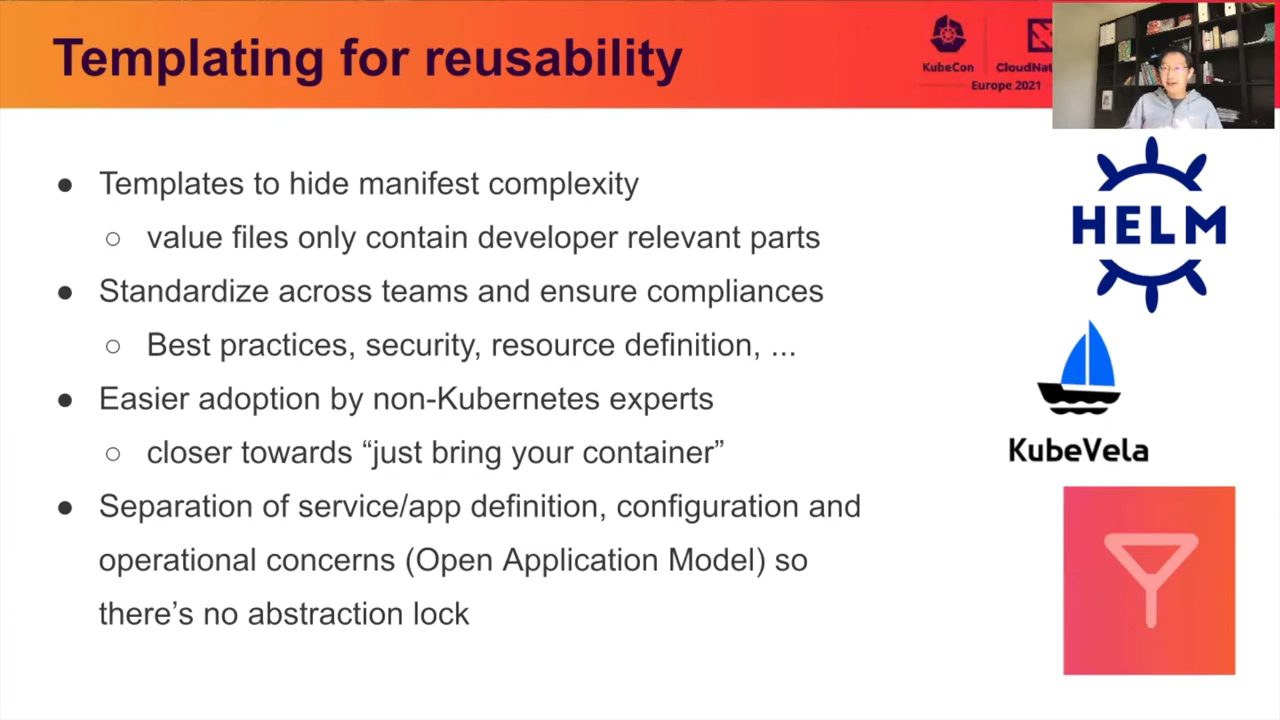 Templating for reusability
KubeCon
CloudNat
Europe 2021
● Templates to hide manifest complexity
○ value files only contain developer relevant parts
● Standardize across teams and ensure compliances
○ Best practices, security, resource definition, ...
● Easier adoption by non-Kubernetes experts
○ closer towards “just bring your container”
● Separation of service/app definition, configuration and
operational concerns (Open Application Model) so
there’s no abstraction lock
HELM
KubeVela